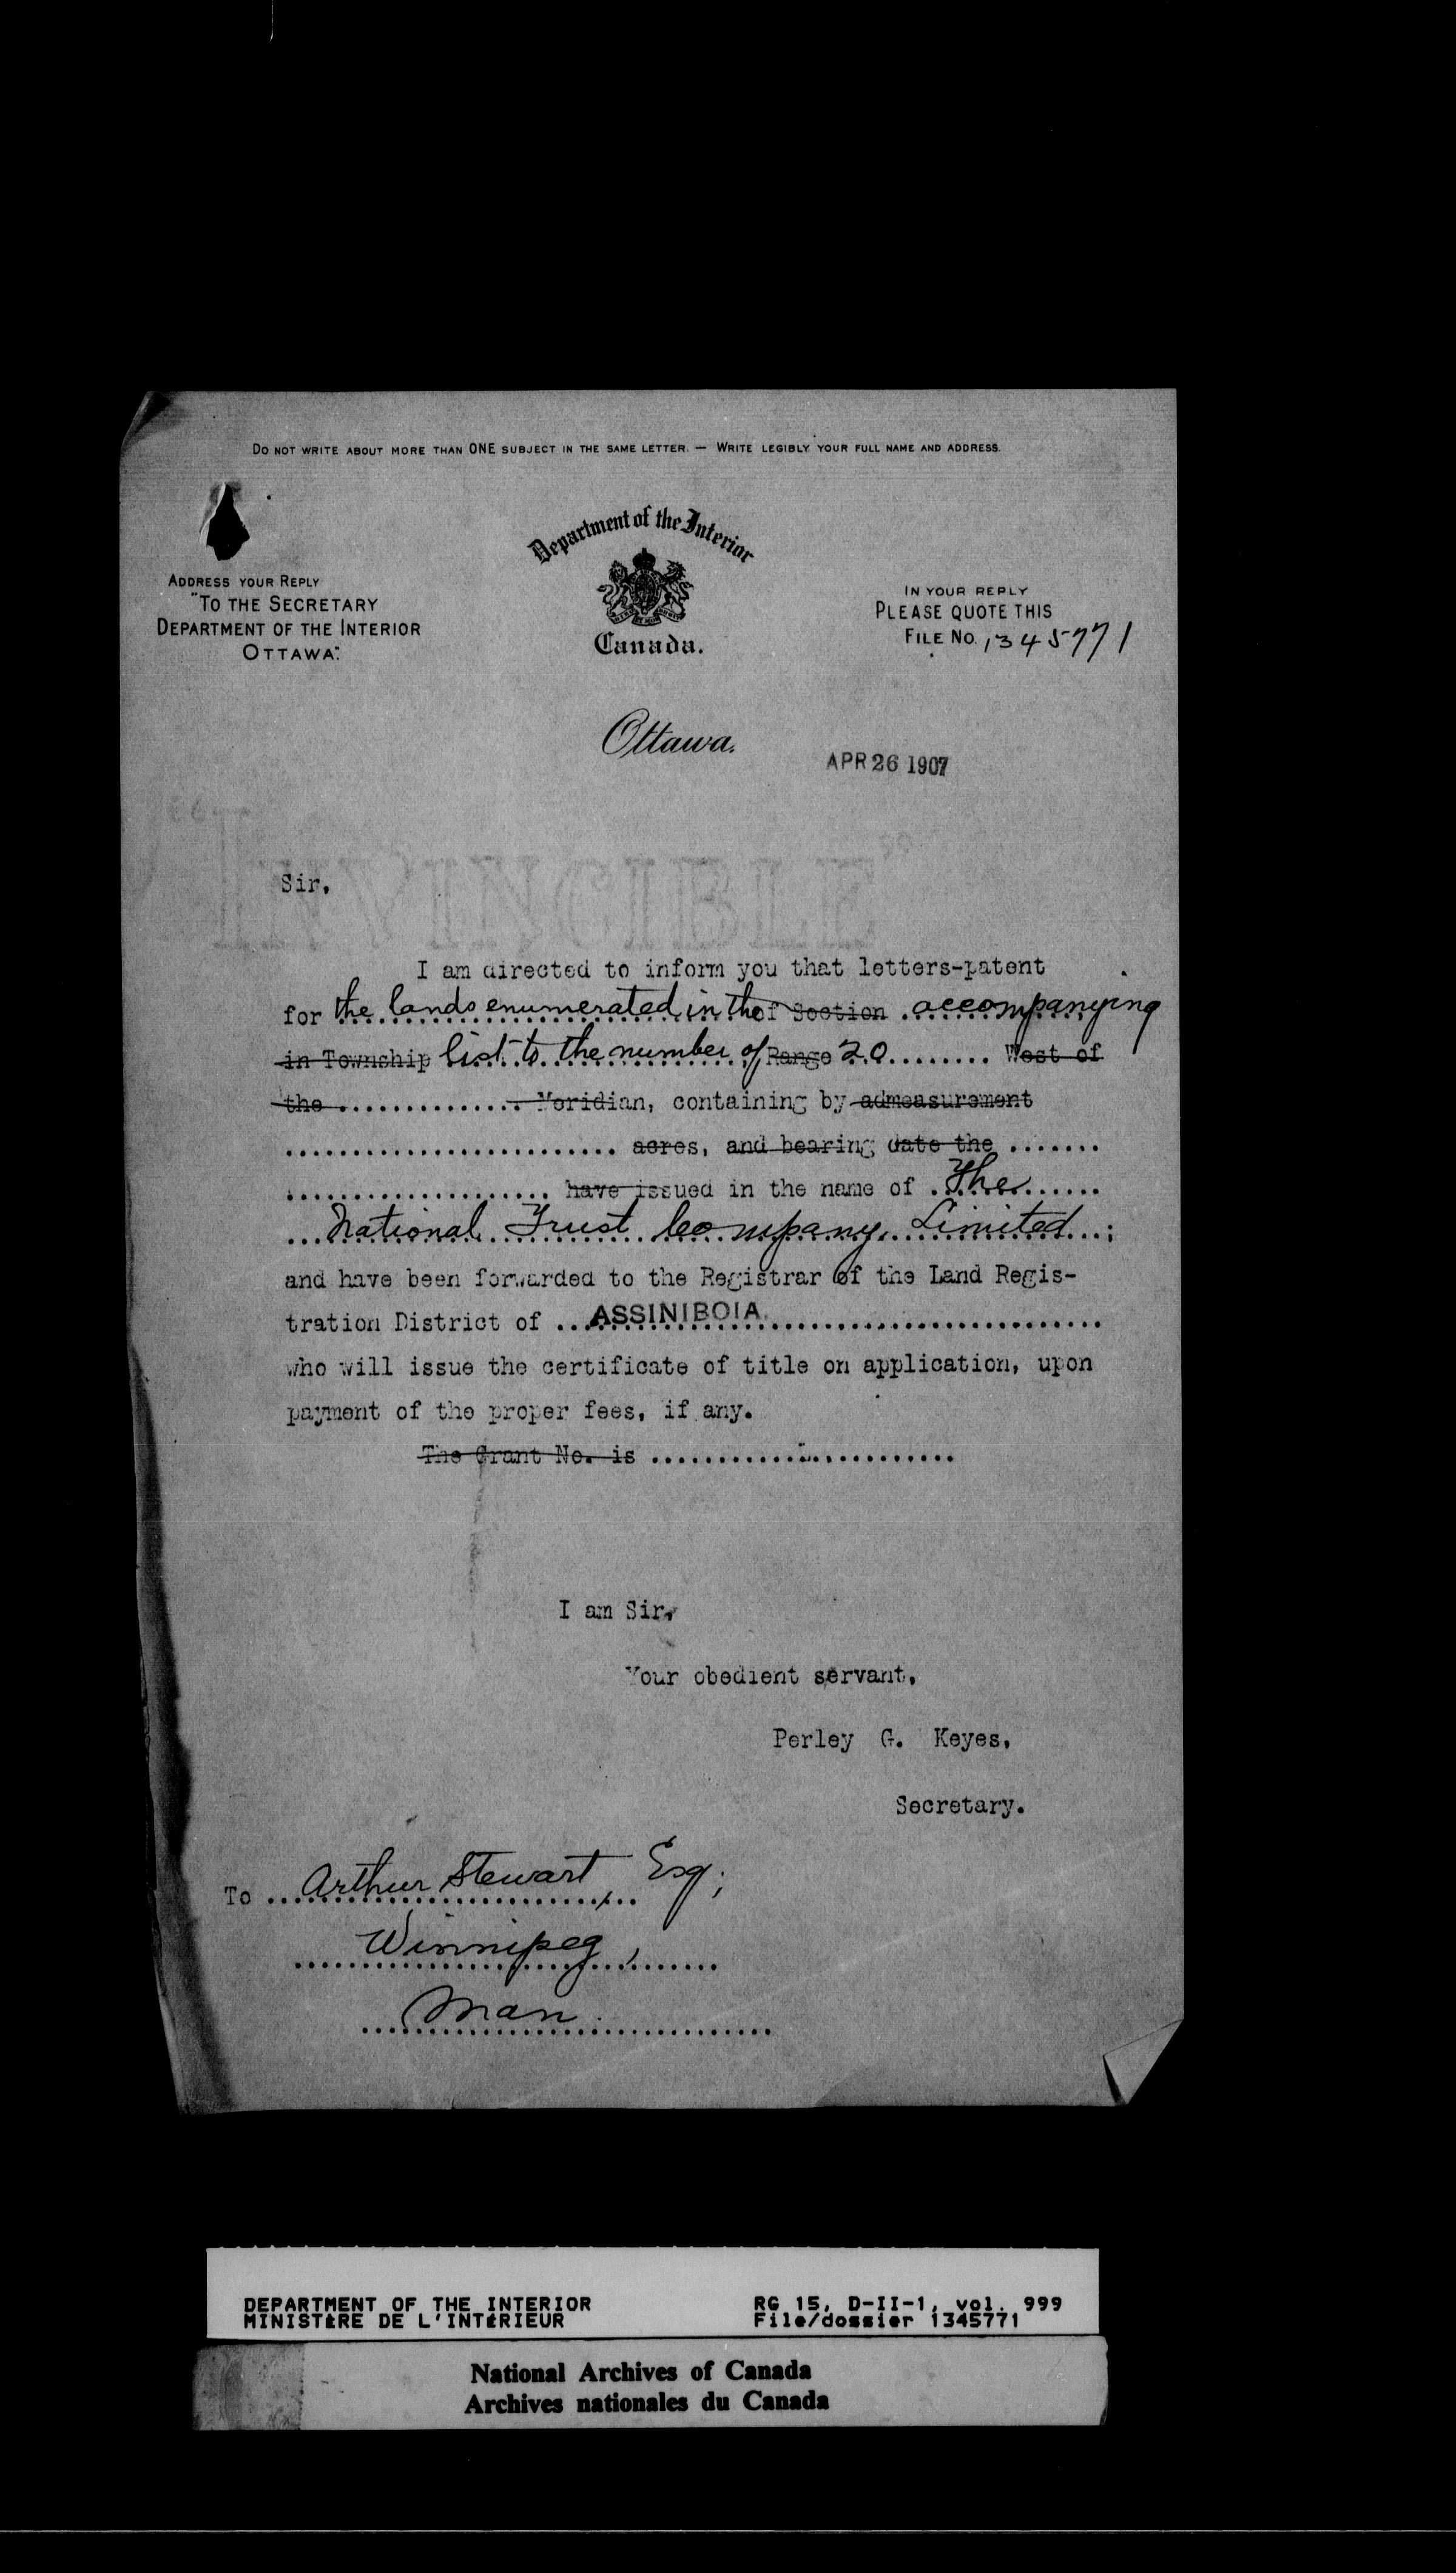 DO NOT WRITE ABOUT MORE THAN ONE SUBJECT IN THE SAME LETTER. — WRITE LEGIBLY YOUR FULL NAME AND ADDRESS.
Department of the Interior
Canada.
ADDRESS YOUR REPLY
"TO THE SECRETARY
DEPARTMENT OF THE INTERIOR
OTTAWA."
IN YOUR REPLY
PLEASE QUOTE THIS
FILE NO. 1345771
Ottawa.
APR 26 1907
INVINCIBLE
Sir,
I am directed to inform you that letters-patent
for the lands enumerated in the of Section accompanying
in Township list to the number of Range 20 ........ West of
the .............. Meridian, containing by admeasurement
......................... acres, and bearing date the .......
.................... have issued in the name of .The......
...National Trust Company, Limited...;
and have been forwarded to the Registrar of the Land Regis-
tration District of ...ASSINIBOIA.........................
who will issue the certificate of title on application, upon
payment of the proper fees, if any.
The Grant No. is .......................
I am Sir,
Your obedient servant,
Perley G. Keyes,
Secretary.
To Arthur Stewart, Esq;
Winnipeg,
Man.
DEPARTMENT OF THE INTERIOR
MINISTÈRE DE L'INTÉRIEUR
RG 15, D-II-1, vol. 999
File/dossier 1345771
National Archives of Canada
Archives nationales du Canada